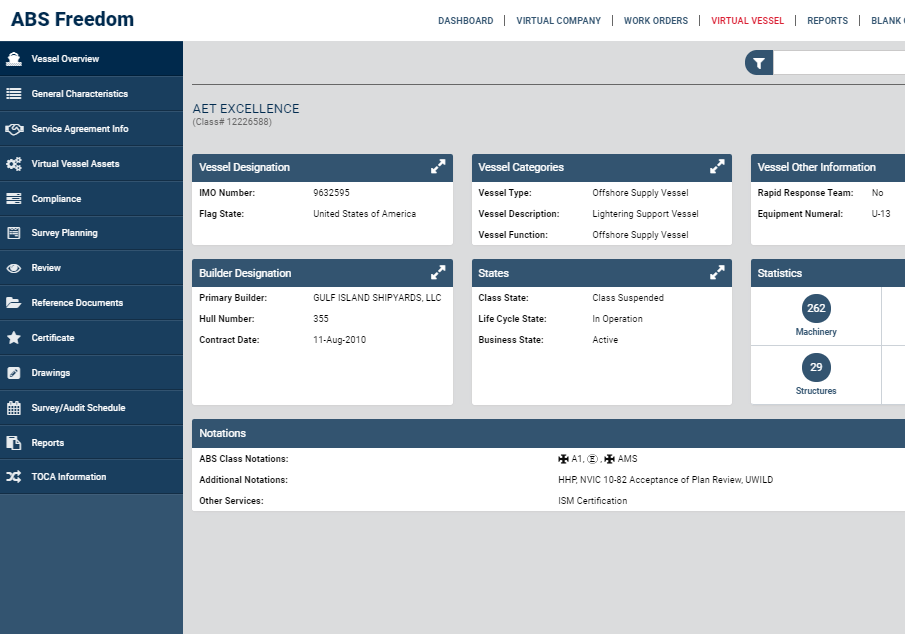 ABS Freedom
DASHBOARD | VIRTUAL COMPANY | WORK ORDERS | VIRTUAL VESSEL | REPORTS | BLANK
Vessel Overview
General Characteristics
Service Agreement Info
Virtual Vessel Assets
Compliance
Survey Planning
Review
Reference Documents
Certificate
Drawings
Survey/Audit Schedule
Reports
TOCA Information
AET EXCELLENCE
(Class# 12226588)
Vessel Designation
IMO Number: 9632595
Flag State: United States of America
Vessel Categories
Vessel Type: Offshore Supply Vessel
Vessel Description: Lightering Support Vessel
Vessel Function: Offshore Supply Vessel
Vessel Other Information
Rapid Response Team: No
Equipment Numeral: U-13
Builder Designation
Primary Builder: GULF ISLAND SHIPYARDS, LLC
Hull Number: 355
Contract Date: 11-Aug-2010
States
Class State: Class Suspended
Life Cycle State: In Operation
Business State: Active
Statistics
262
Machinery
29
Structures
Notations
ABS Class Notations: ✠ A1, Ⓔ, ✠ AMS
Additional Notations: HHP, NVIC 10-82 Acceptance of Plan Review, UWILD
Other Services: ISM Certification